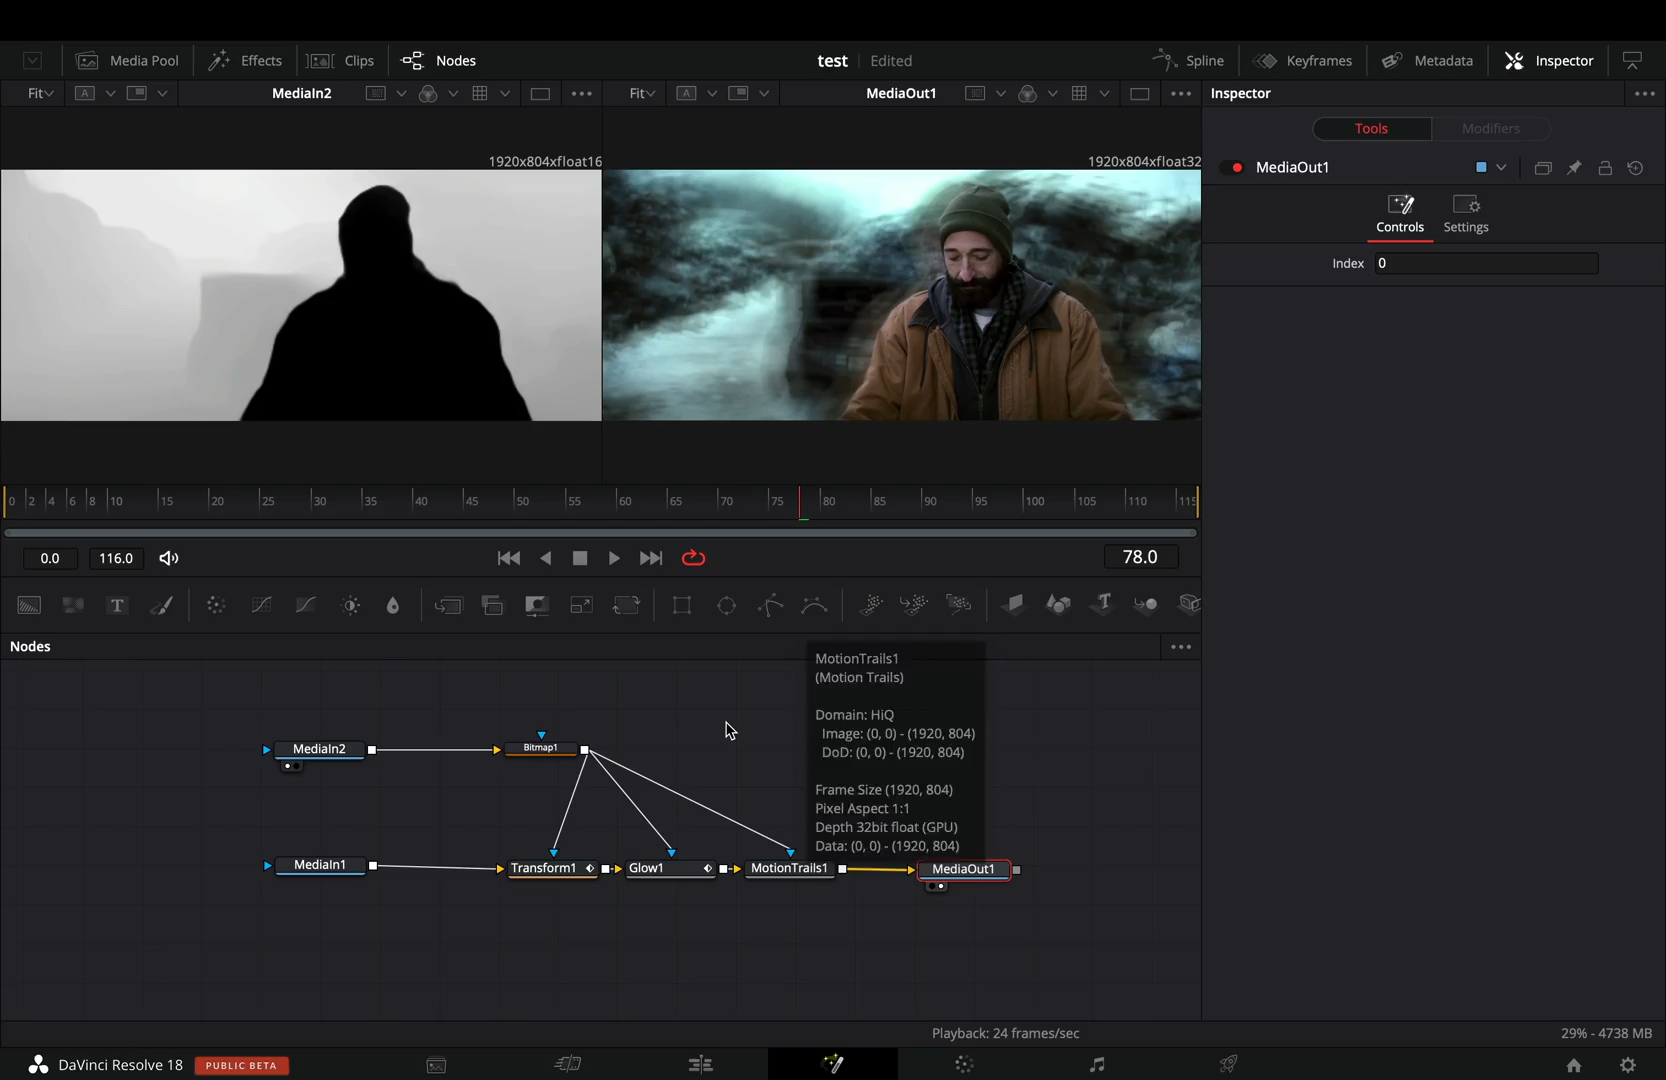 Media Pool Effects Clips Nodes test Edited Spline Keyframes Metadata Inspector
Fit A MediaIn2 Fit A MediaOut1 Inspector
Tools Modifiers
1920x804xfloat16 1920x804xfloat32
MediaOut1
Controls Settings
Index 0
0 2 4 6 8 10 15 20 25 30 35 40 45 50 55 60 65 70 75 80 85 90 95 100 105 110 115
0.0 116.0 78.0
T T
Nodes
MotionTrails1
(Motion Trails)
Domain: HiQ
Image: (0, 0) - (1920, 804)
DoD: (0, 0) - (1920, 804)
Frame Size (1920, 804)
Pixel Aspect 1:1
Depth 32bit float (GPU)
Data: (0, 0) - (1920, 804)
MediaIn2 Bitmap1
MediaIn1 Transform1 Glow1 MotionTrails1 MediaOut1
Playback: 24 frames/sec 29% - 4738 MB
DaVinci Resolve 18 PUBLIC BETA